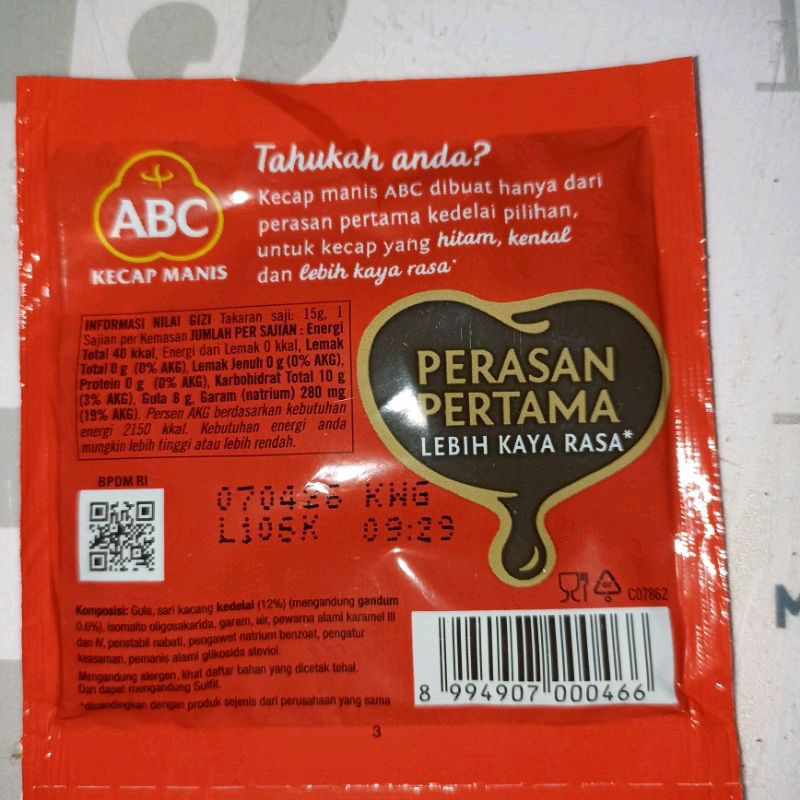 Tahukah anda?
Kecap manis ABC dibuat hanya dari
perasan pertama kedelai pilihan,
untuk kecap yang hitam, kental
dan lebih kaya rasa*
ABC
KECAP MANIS
INFORMASI NILAI GIZI Takaran saji: 15g, 1
Sajian per Kemasan JUMLAH PER SAJIAN : Energi
Total 40 kkal, Energi dari Lemak 0 kkal, Lemak
Total 0 g (0% AKG), Lemak Jenuh 0 g (0% AKG),
Protein 0 g (0% AKG), Karbohidrat Total 10 g
(3% AKG), Gula 8 g, Garam (natrium) 280 mg
(19% AKG). Persen AKG berdasarkan kebutuhan
energi 2150 kkal. Kebutuhan energi anda
mungkin lebih tinggi atau lebih rendah.
PERASAN
PERTAMA
LEBIH KAYA RASA*
BPOM RI
070426 KWG
L105K 09:29
07
C07862
Komposisi: Gula, sari kacang kedelai (12%) (mengandung gandum
0,6%), isomalto oligosakarida, garam, air, pewarna alami karamel III
dan IV, penstabil nabati, pengawet natrium benzoat, pengatur
keasaman, pemanis alami glikosida steviol.
Mengandung alergen, lihat daftar bahan yang dicetak tebal.
Dan dapat mengandung Sulfit.
*dibandingkan dengan produk sejenis dari perusahaan yang sama
8 994907 000466
3